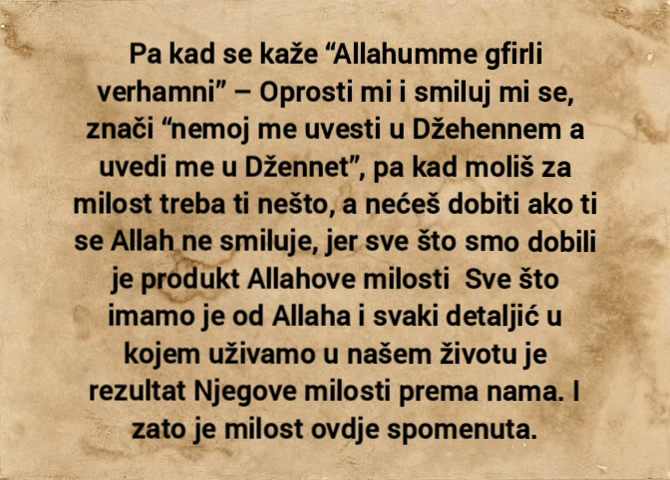 Pa kad se kaže “Allahumme gfirli
verhamni” – Oprosti mi i smiluj mi se,
znači “nemoj me uvesti u Džehennem a
uvedi me u Džennet”, pa kad moliš za
milost treba ti nešto, a nećeš dobiti ako ti
se Allah ne smiluje, jer sve što smo dobili
je produkt Allahove milosti  Sve što
imamo je od Allaha i svaki detaljić u
kojem uživamo u našem životu je
rezultat Njegove milosti prema nama. I
zato je milost ovdje spomenuta.